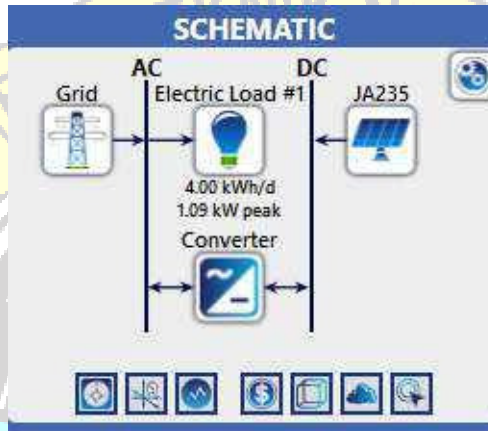 SCHEMATIC
AC DC
Grid Electric Load #1 JA235
4.00 kWh/d
1.09 kW peak
Converter